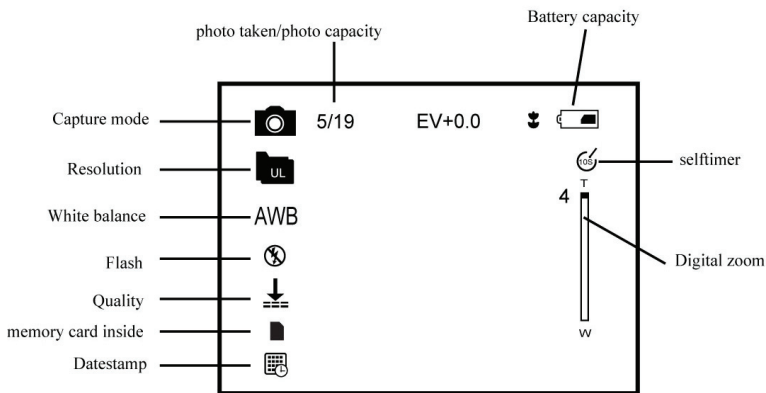 Battery capacity
photo taken/photo capacity
Capture mode
5/19
EV+0.0
Resolution
UL
10S
selftimer
T
4
White balance
AWB
Flash
Digital zoom
Quality
memory card inside
W
Datestamp